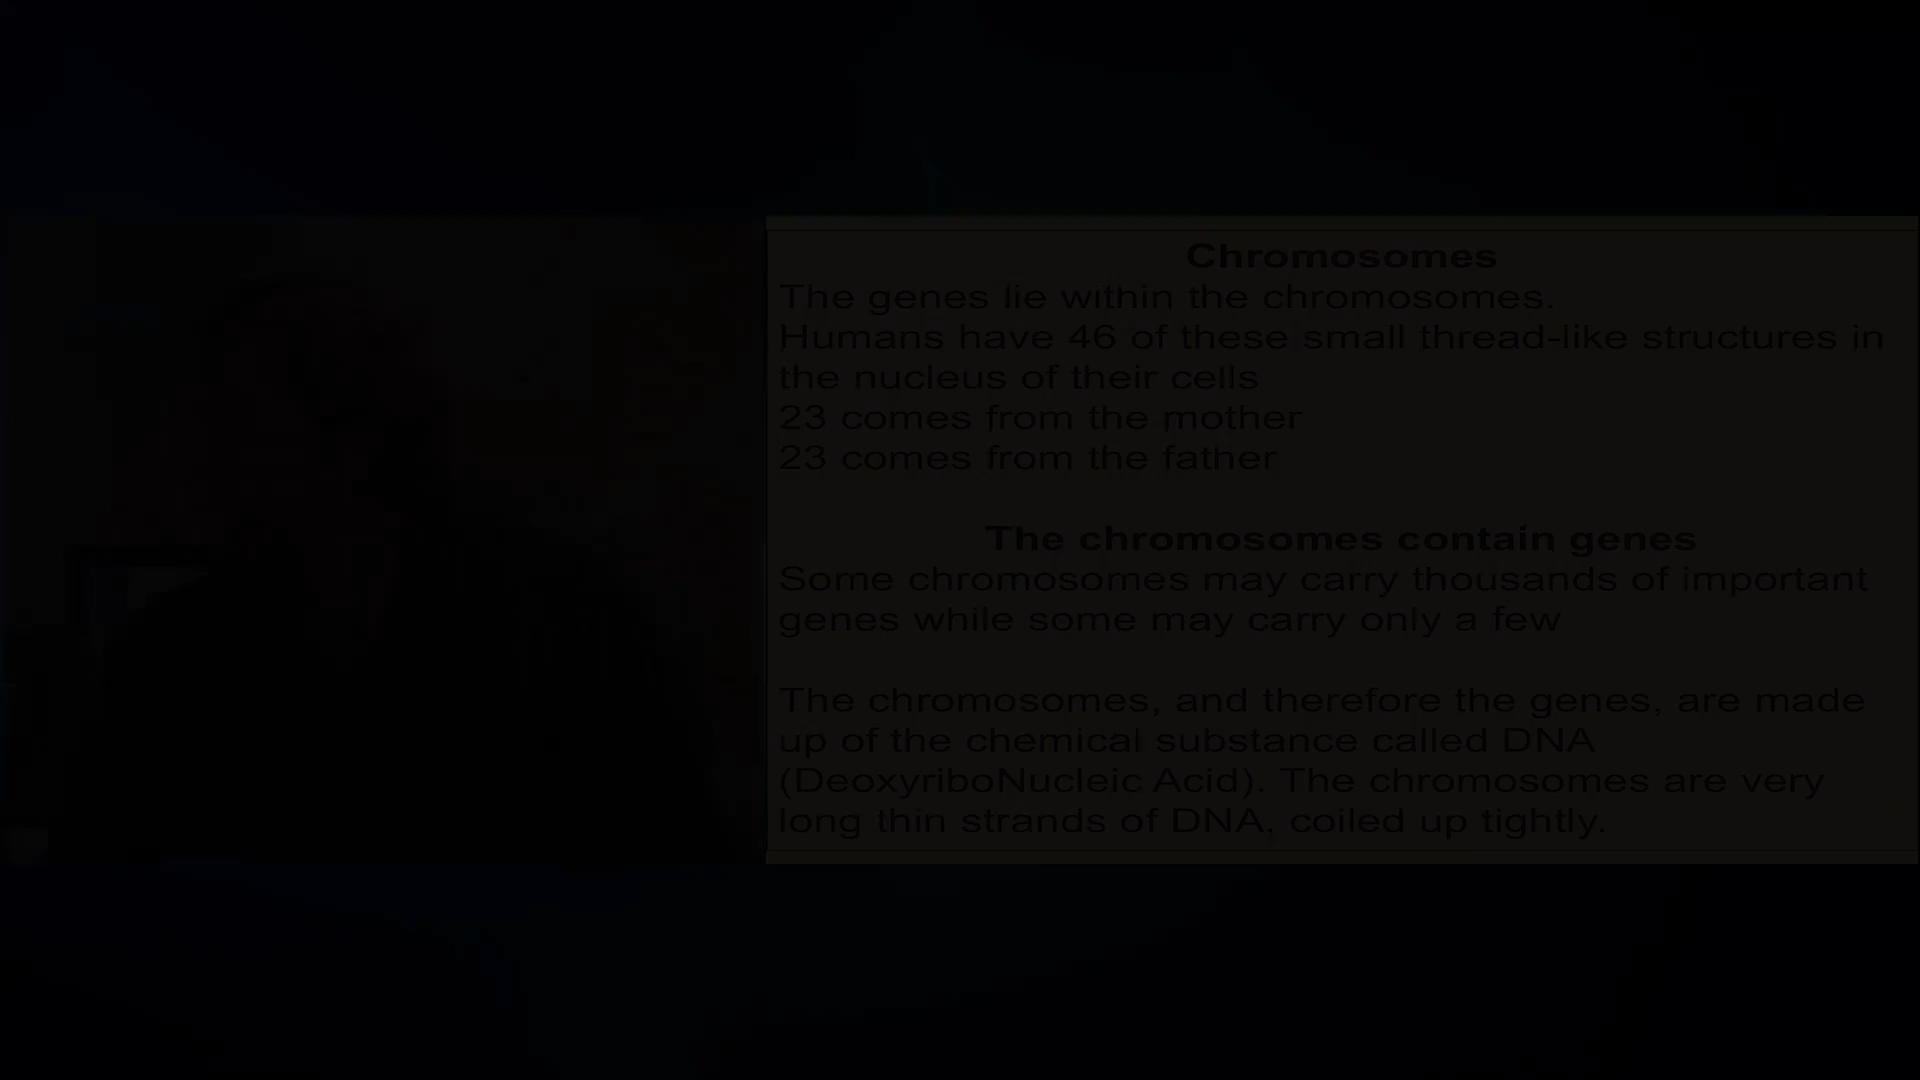 Chromosomes
The genes lie within the chromosomes.
Humans have 46 of these small thread-like structures in
the nucleus of their cells
23 comes from the mother
23 comes from the father
The chromosomes contain genes
Some chromosomes may carry thousands of important
genes while some may carry only a few
The chromosomes, and therefore the genes, are made
up of the chemical substance called DNA
(DeoxyriboNucleic Acid). The chromosomes are very
long thin strands of DNA, coiled up tightly.